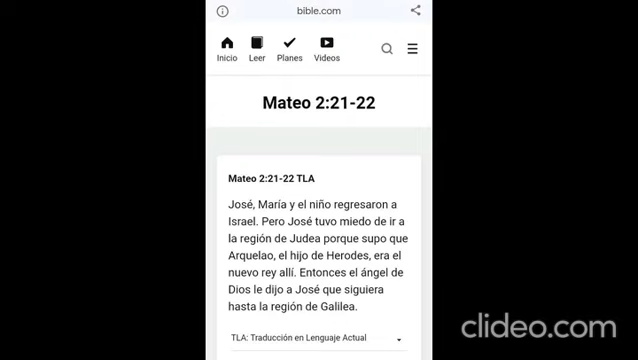 bible.com
Inicio Leer Planes Videos
Mateo 2:21-22
Mateo 2:21-22 TLA
José, María y el niño regresaron a
Israel. Pero José tuvo miedo de ir a
la región de Judea porque supo que
Arquelao, el hijo de Herodes, era el
nuevo rey allí. Entonces el ángel de
Dios le dijo a José que siguiera
hasta la región de Galilea.
TLA: Traducción en Lenguaje Actual
clideo.com